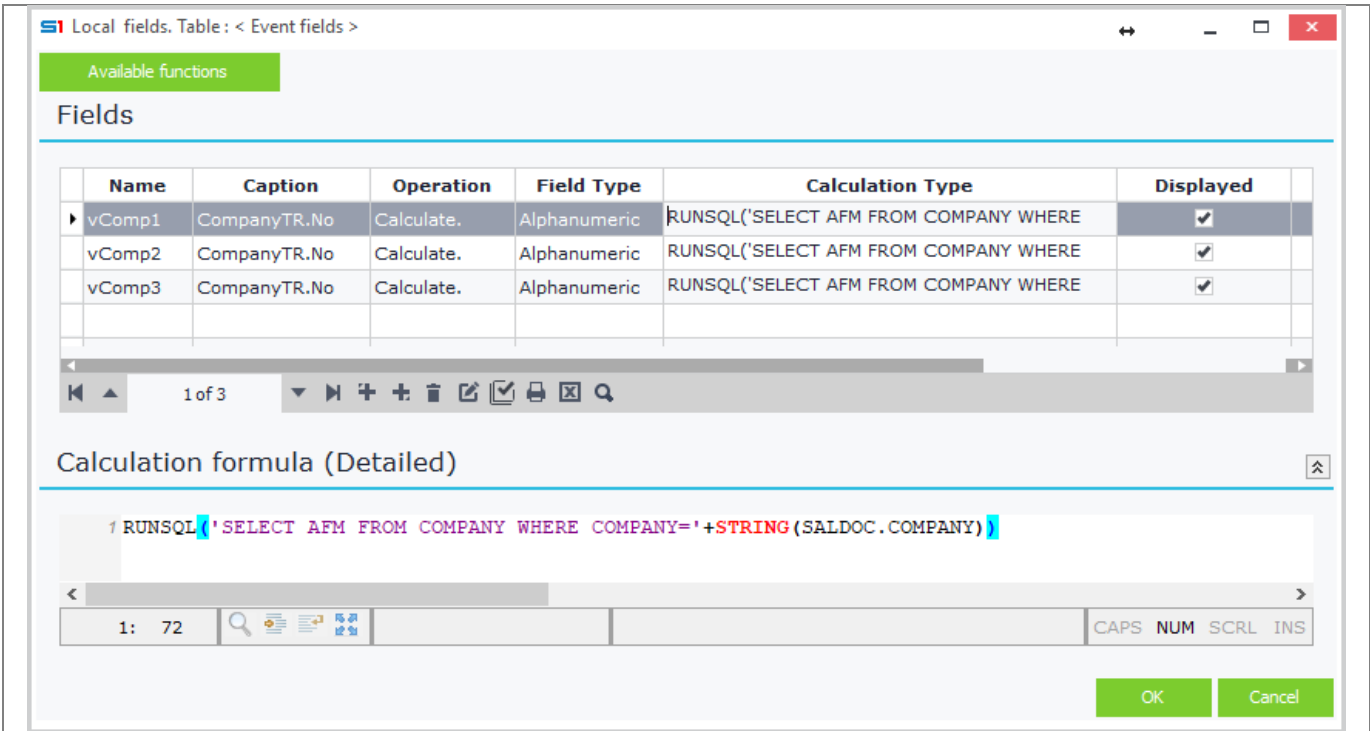 S1 Local fields. Table : < Event fields >
Available functions
Fields
Name Caption Operation Field Type Calculation Type Displayed
vComp1 CompanyTR.No Calculate. Alphanumeric RUNSQL('SELECT AFM FROM COMPANY WHERE
vComp2 CompanyTR.No Calculate. Alphanumeric RUNSQL('SELECT AFM FROM COMPANY WHERE
vComp3 CompanyTR.No Calculate. Alphanumeric RUNSQL('SELECT AFM FROM COMPANY WHERE
1 of 3
Calculation formula (Detailed)
1 RUNSQL('SELECT AFM FROM COMPANY WHERE COMPANY='+STRING(SALDOC.COMPANY))
1: 72 CAPS NUM SCRL INS
OK Cancel